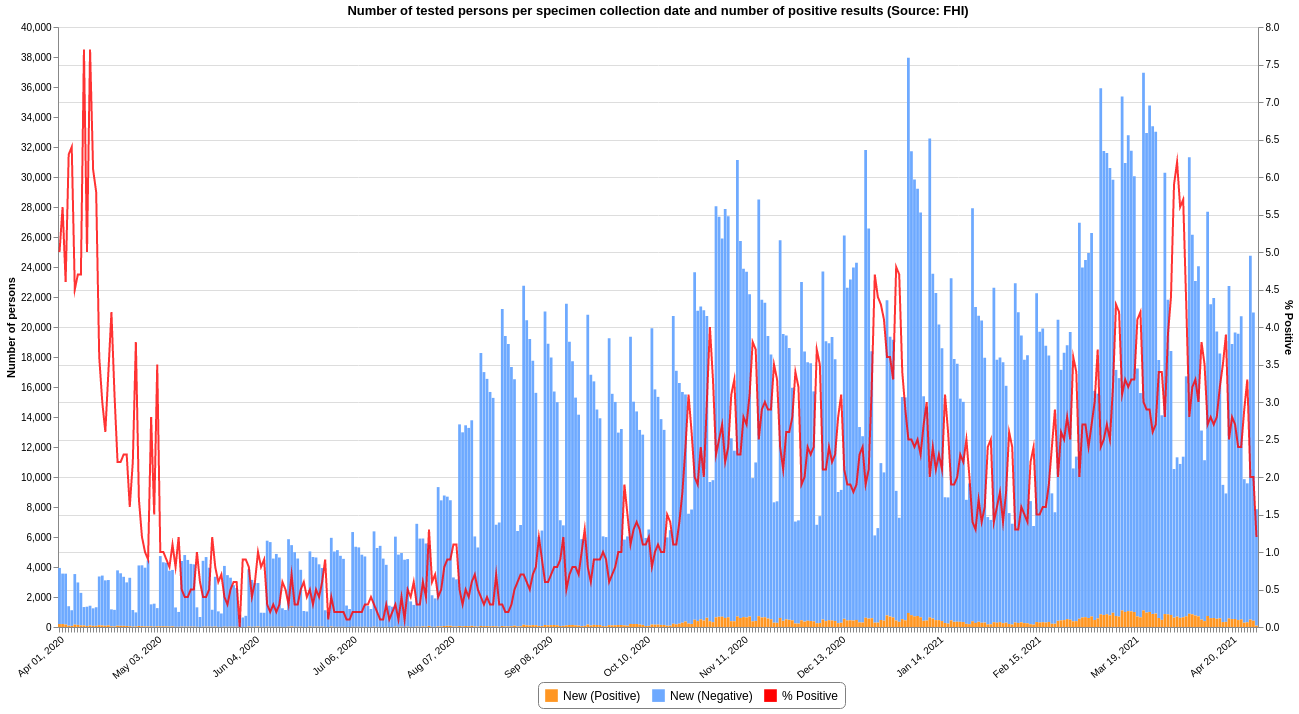 Number of tested persons per specimen collection date and number of positive results (Source: FHI)
40,000
38,000
36,000
34,000
32,000
30,000
28,000
26,000
24,000
22,000
20,000
18,000
16,000
14,000
12,000
10,000
8,000
6,000
4,000
2,000
0
Number of persons
8.0
7.5
7.0
6.5
6.0
5.5
5.0
4.5
4.0
3.5
3.0
2.5
2.0
1.5
1.0
0.5
0.0
% Positive
Apr 01, 2020
May 03, 2020
Jun 04, 2020
Jul 06, 2020
Aug 07, 2020
Sep 08, 2020
Oct 10, 2020
Nov 11, 2020
Dec 13, 2020
Jan 14, 2021
Feb 15, 2021
Mar 19, 2021
Apr 20, 2021
New (Positive) New (Negative) % Positive